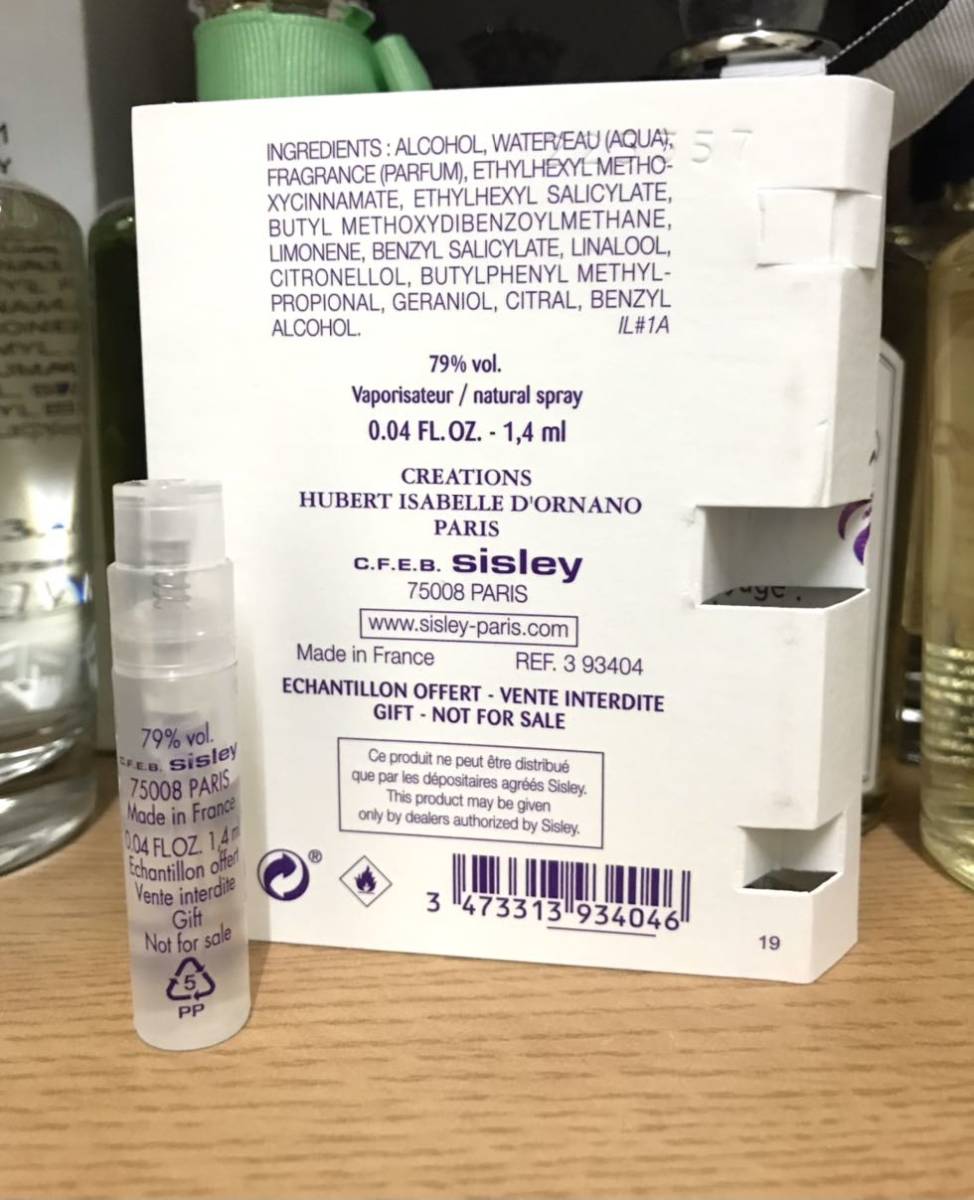 INGREDIENTS : ALCOHOL, WATER/EAU (AQUA),
FRAGRANCE (PARFUM), ETHYLHEXYL METHO-
XYCINNAMATE, ETHYLHEXYL SALICYLATE,
BUTYL METHOXYDIBENZOYLMETHANE,
LIMONENE, BENZYL SALICYLATE, LINALOOL,
CITRONELLOL, BUTYLPHENYL METHYL-
PROPIONAL, GERANIOL, CITRAL, BENZYL
ALCOHOL. IL#1A
79% vol.
Vaporisateur / natural spray
0.04 FL.OZ. - 1,4 ml
CREATIONS
HUBERT ISABELLE D'ORNANO
PARIS
C.F.E.B. sisley
75008 PARIS
www.sisley-paris.com
Made in France REF. 3 93404
ECHANTILLON OFFERT - VENTE INTERDITE
GIFT - NOT FOR SALE
Ce produit ne peut être distribué
que par les dépositaires agréés Sisley.
This product may be given
only by dealers authorized by Sisley.
®
3 473313 934046
19
79% vol.
C.F.E.B. sisley
75008 PARIS
Made in France
0.04 FL.OZ. 1,4 m
Echantillon offert
Vente interdite
Gift
Not for sale
5
PP